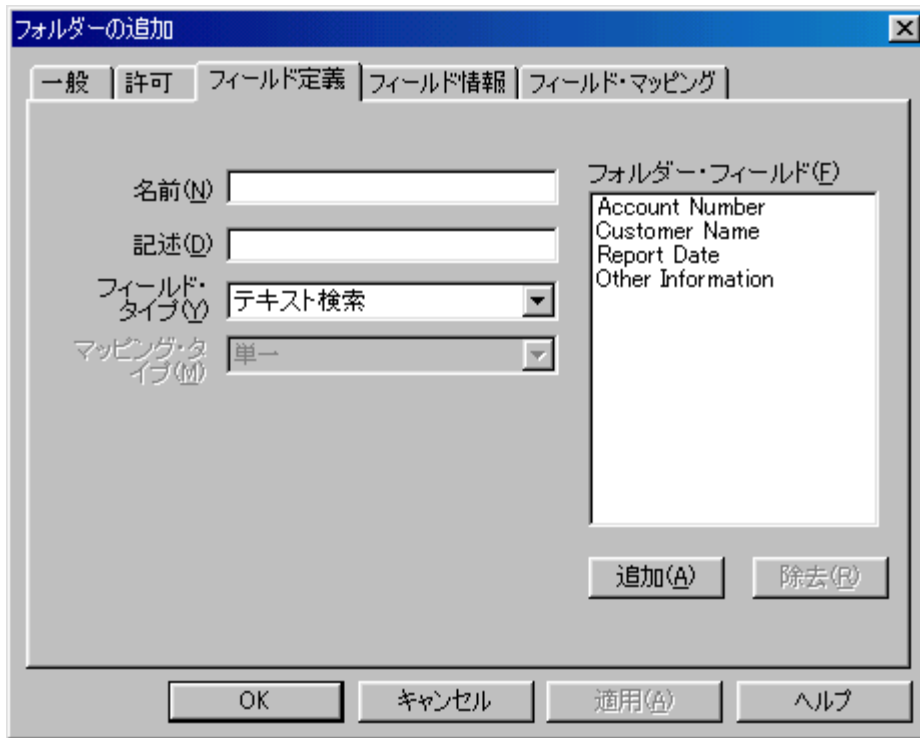 フォルダーの追加
一般 許可 フィールド定義 フィールド情報 フィールド・マッピング
名前(N)
記述(D)
フィールド・
タイプ(Y) テキスト検索
マッピング・タ
イプ(M) 単一
フォルダー・フィールド(F)
Account Number
Customer Name
Report Date
Other Information
追加(A) 除去(R)
OK キャンセル 適用(A) ヘルプ